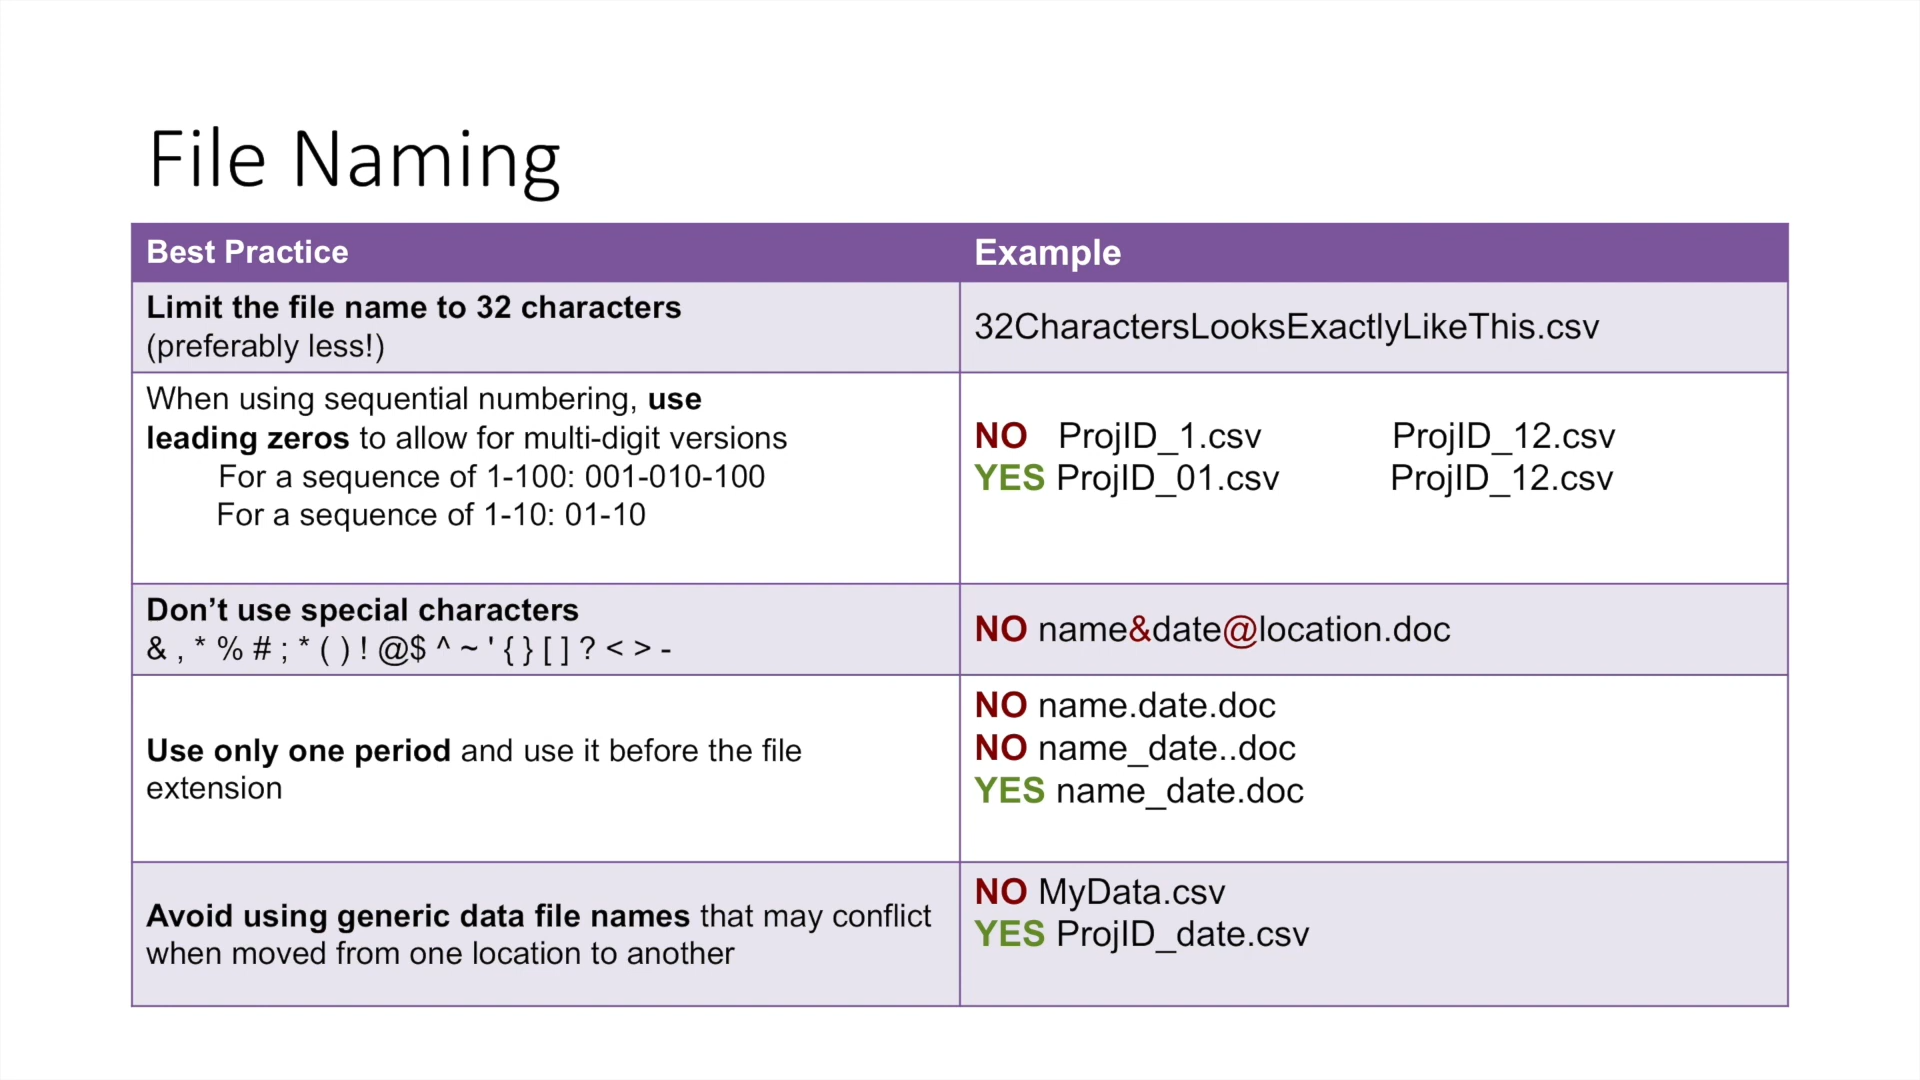 File Naming
Best Practice
Example
Limit the file name to 32 characters
(preferably less!)
32CharactersLooksExactlyLikeThis.csv
When using sequential numbering, use
leading zeros to allow for multi-digit versions
For a sequence of 1-100: 001-010-100
For a sequence of 1-10: 01-10
NO ProjID_1.csv ProjID_12.csv
YES ProjID_01.csv ProjID_12.csv
Don’t use special characters
& , * % # ; * ( ) ! @$ ^ ~ ' { } [ ] ? < > -
NO name&date@location.doc
Use only one period and use it before the file
extension
NO name.date.doc
NO name_date..doc
YES name_date.doc
Avoid using generic data file names that may conflict
when moved from one location to another
NO MyData.csv
YES ProjID_date.csv